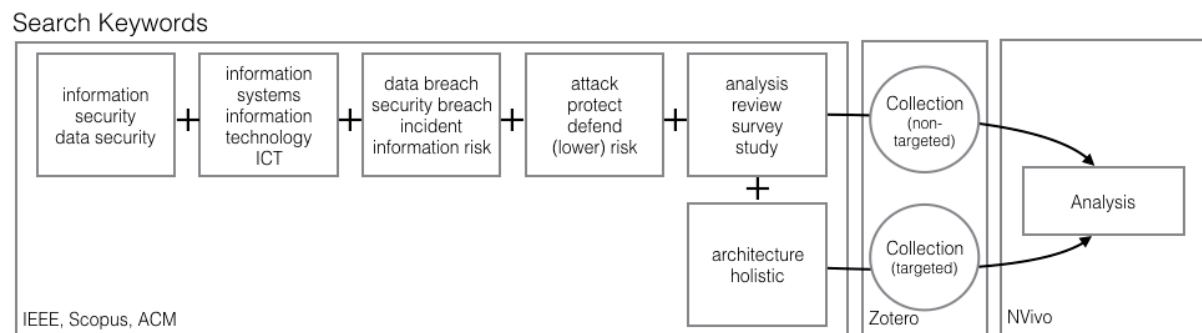 Search Keywords
information
security
data security
+
information
systems
information
technology
ICT
+
data breach
security breach
incident
information risk
+
attack
protect
defend
(lower) risk
+
analysis
review
survey
study
+
architecture
holistic
IEEE, Scopus, ACM
Collection
(non-
targeted)
Collection
(targeted)
Zotero
Analysis
NVivo